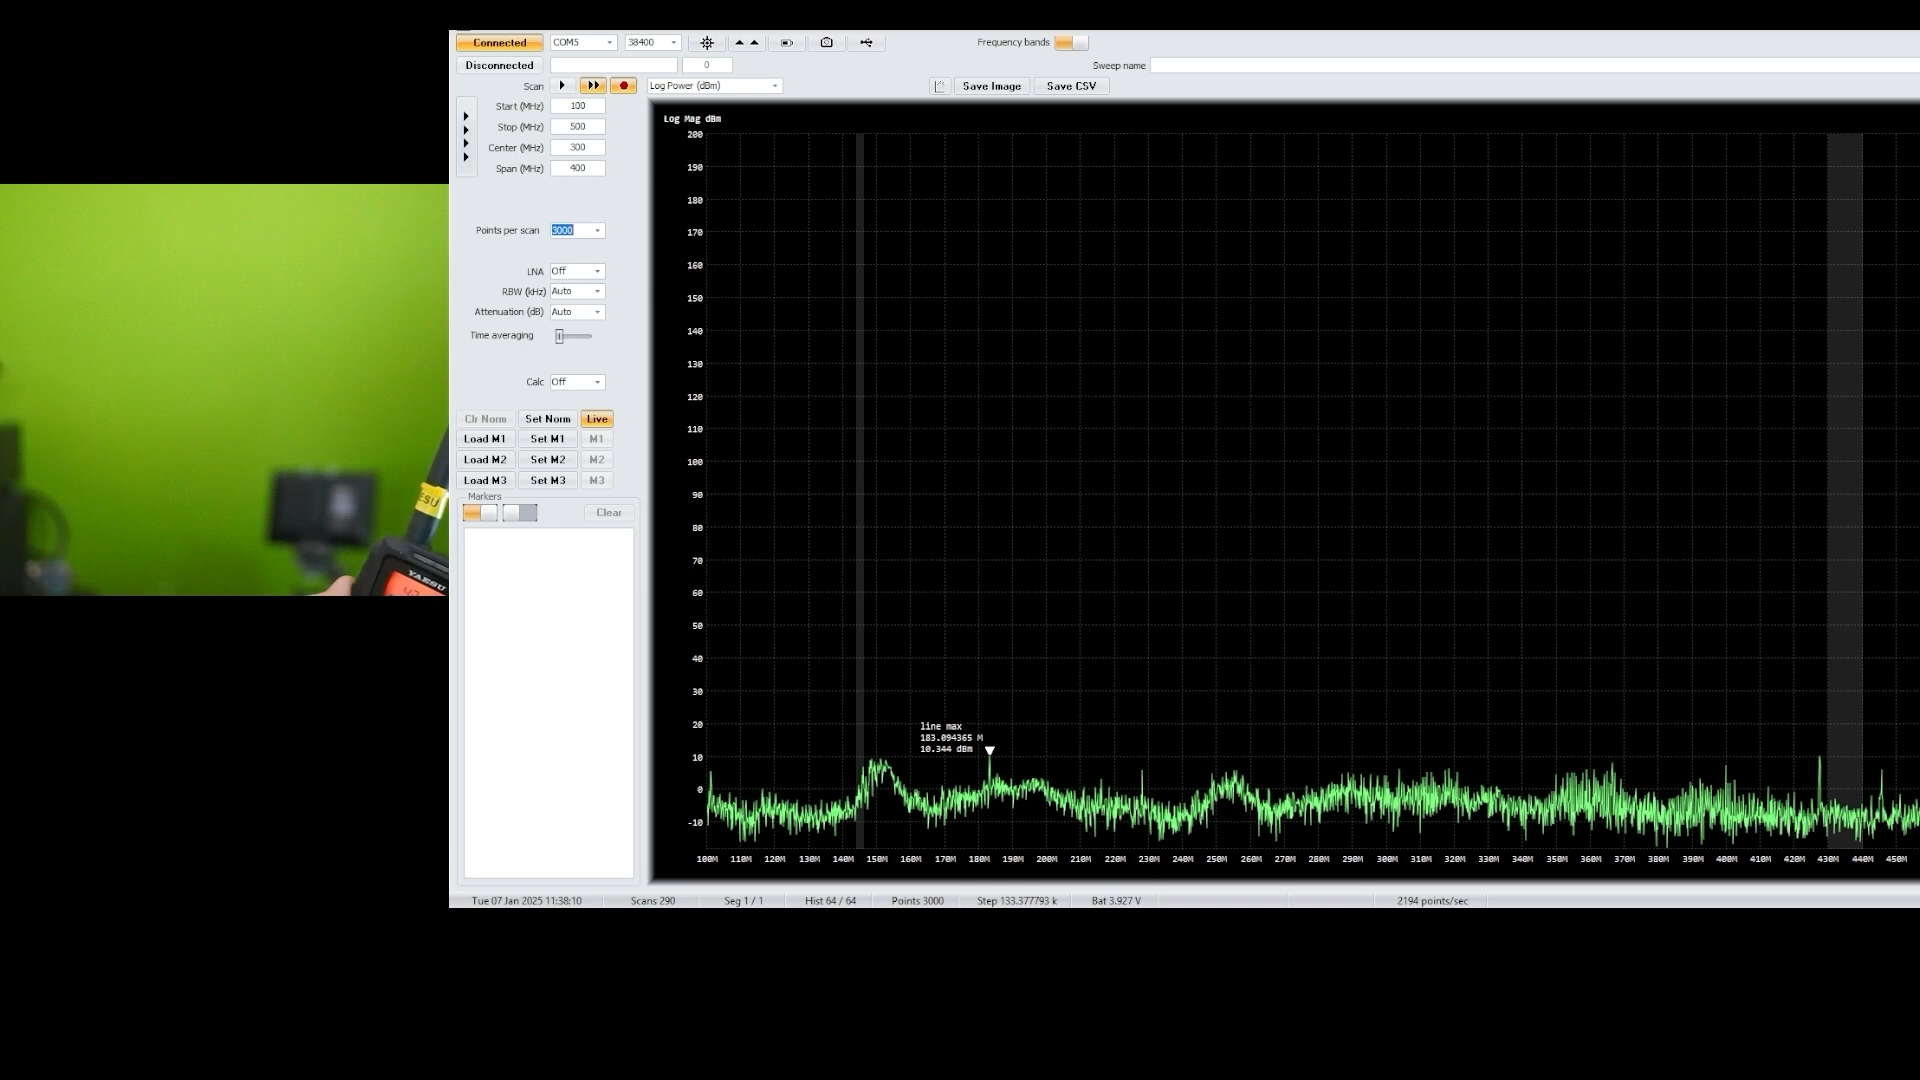 Connected COM5 38400 Frequency bands
Disconnected 0 Sweep name
Scan Log Power (dBm) Save Image Save CSV
Start (MHz) 100
Stop (MHz) 500
Center (MHz) 300
Span (MHz) 400
Points per scan 3000
LNA Off
RBW (kHz) Auto
Attenuation (dB) Auto
Time averaging
Calc Off
Clr Norm Set Norm Live
Load M1 Set M1 M1
Load M2 Set M2 M2
Load M3 Set M3 M3
Markers
Clear
Log Mag dBm
200
190
180
170
160
150
140
130
120
110
100
90
80
70
60
50
40
30
20
10
0
-10
line max
183.094365 M
10.344 dBm
100M 110M 120M 130M 140M 150M 160M 170M 180M 190M 200M 210M 220M 230M 240M 250M 260M 270M 280M 290M 300M 310M 320M 330M 340M 350M 360M 370M 380M 390M 400M 410M 420M 430M 440M 450M
Tue 07 Jan 2025 11:38:10 Scans 290 Seg 1 / 1 Hist 64 / 64 Points 3000 Step 133.377793 k Bat 3.927 V 2194 points/sec
ESU
YAESU